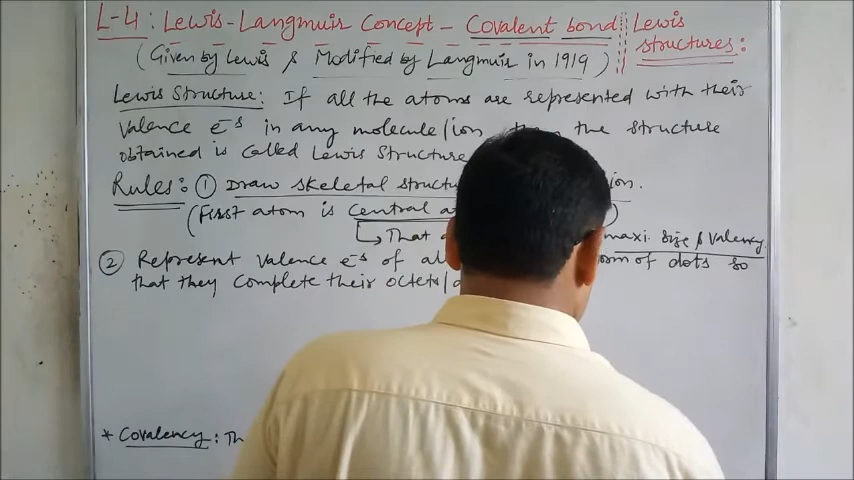 L-4: Lewis-Langmuir Concept - Covalent bond
Lewis structures:
(Given by Lewis & Modified by Langmuir in 1919)
Lewis Structure: If all the atoms are represented with their
valence e⁻s in any molecule/ion the structure
obtained is called Lewis Structure
Rules: ① Draw skeletal structu ion.
(First atom is Central a )
↳ That maxi. size & valency.
② Represent valence e⁻s of all form of dots so
that they complete their octets/
* Covalency: Th